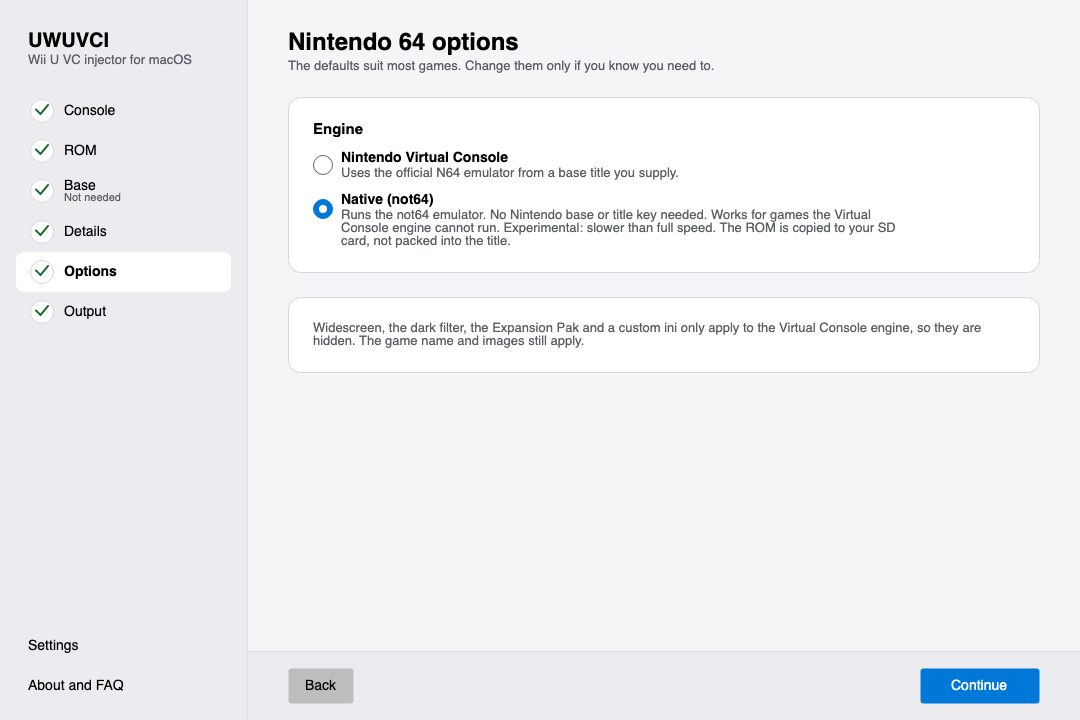 UWUVCI
Wii U VC injector for macOS
Console
ROM
Base
Not needed
Details
Options
Output
Settings
About and FAQ
Nintendo 64 options
The defaults suit most games. Change them only if you know you need to.
Engine
Nintendo Virtual Console
Uses the official N64 emulator from a base title you supply.
Native (not64)
Runs the not64 emulator. No Nintendo base or title key needed. Works for games the Virtual
Console engine cannot run. Experimental: slower than full speed. The ROM is copied to your SD
card, not packed into the title.
Widescreen, the dark filter, the Expansion Pak and a custom ini only apply to the Virtual Console engine, so they are
hidden. The game name and images still apply.
Back
Continue